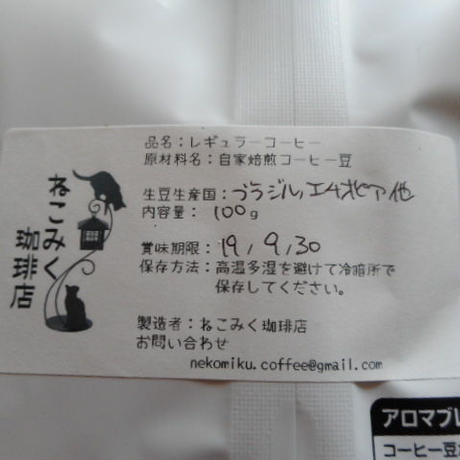 品名：レギュラーコーヒー
原材料名：自家焙煎コーヒー豆
生豆生産国：ブラジル,エチオピア他
内容量： 100g
賞味期限：19/9/30
保存方法：高温多湿を避けて冷暗所で
保存してください。
製造者：ねこみく珈琲店
お問い合わせ
nekomiku.coffee@gmail.com
ねこみく
珈琲店
アロマブレ
コーヒー豆